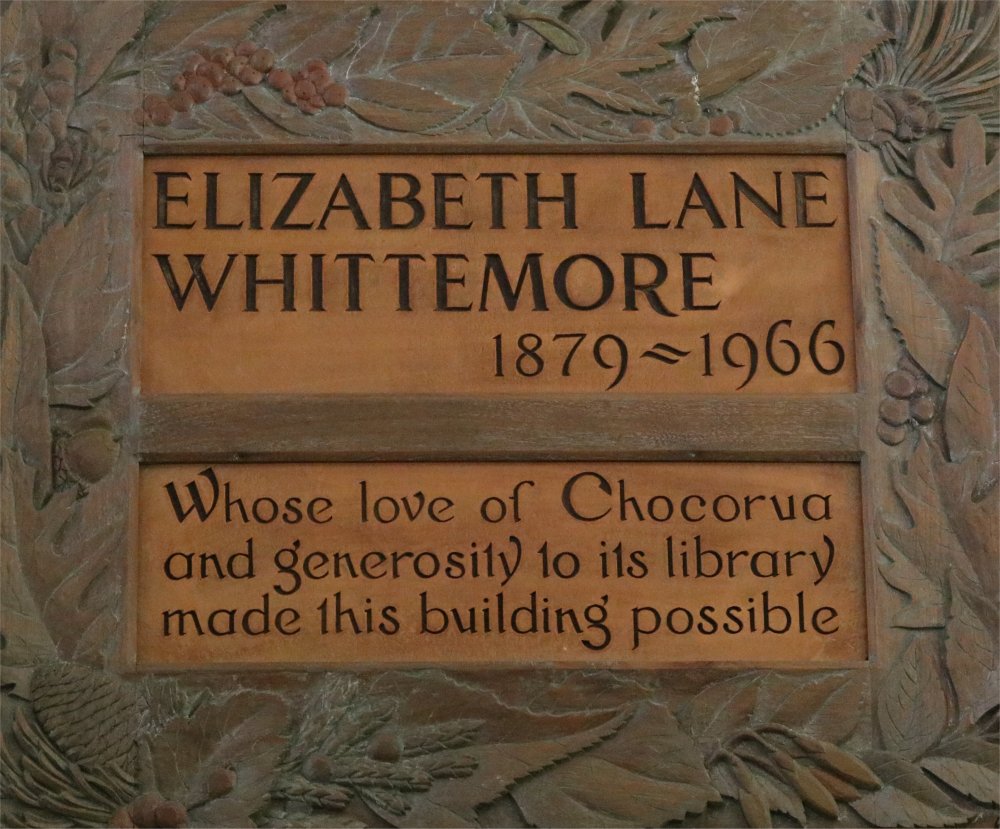 ELIZABETH LANE
WHITTEMORE
1879~1966
Whose love of Chocorua
and generosity to its library
made this building possible